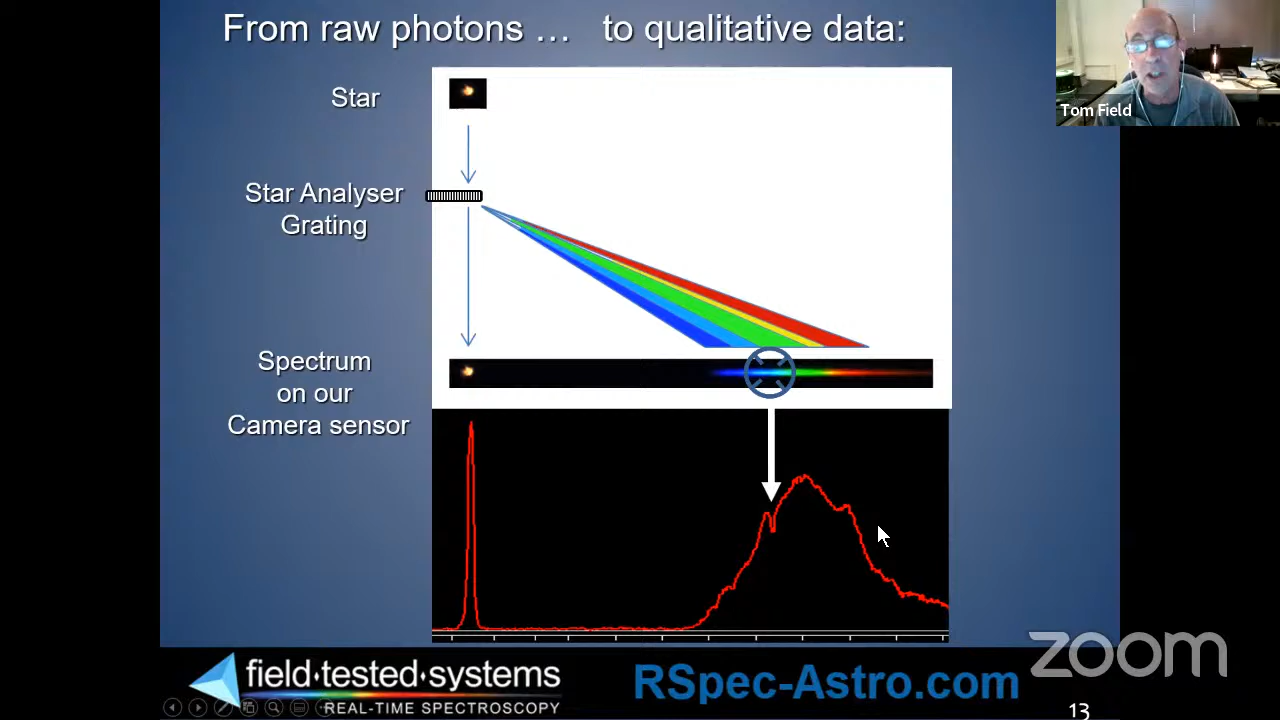 From raw photons … to qualitative data:
Tom Field
Star
Star Analyser
Grating
Spectrum
on our
Camera sensor
zoom
field·tested·systems
REAL-TIME SPECTROSCOPY
RSpec-Astro.com
13